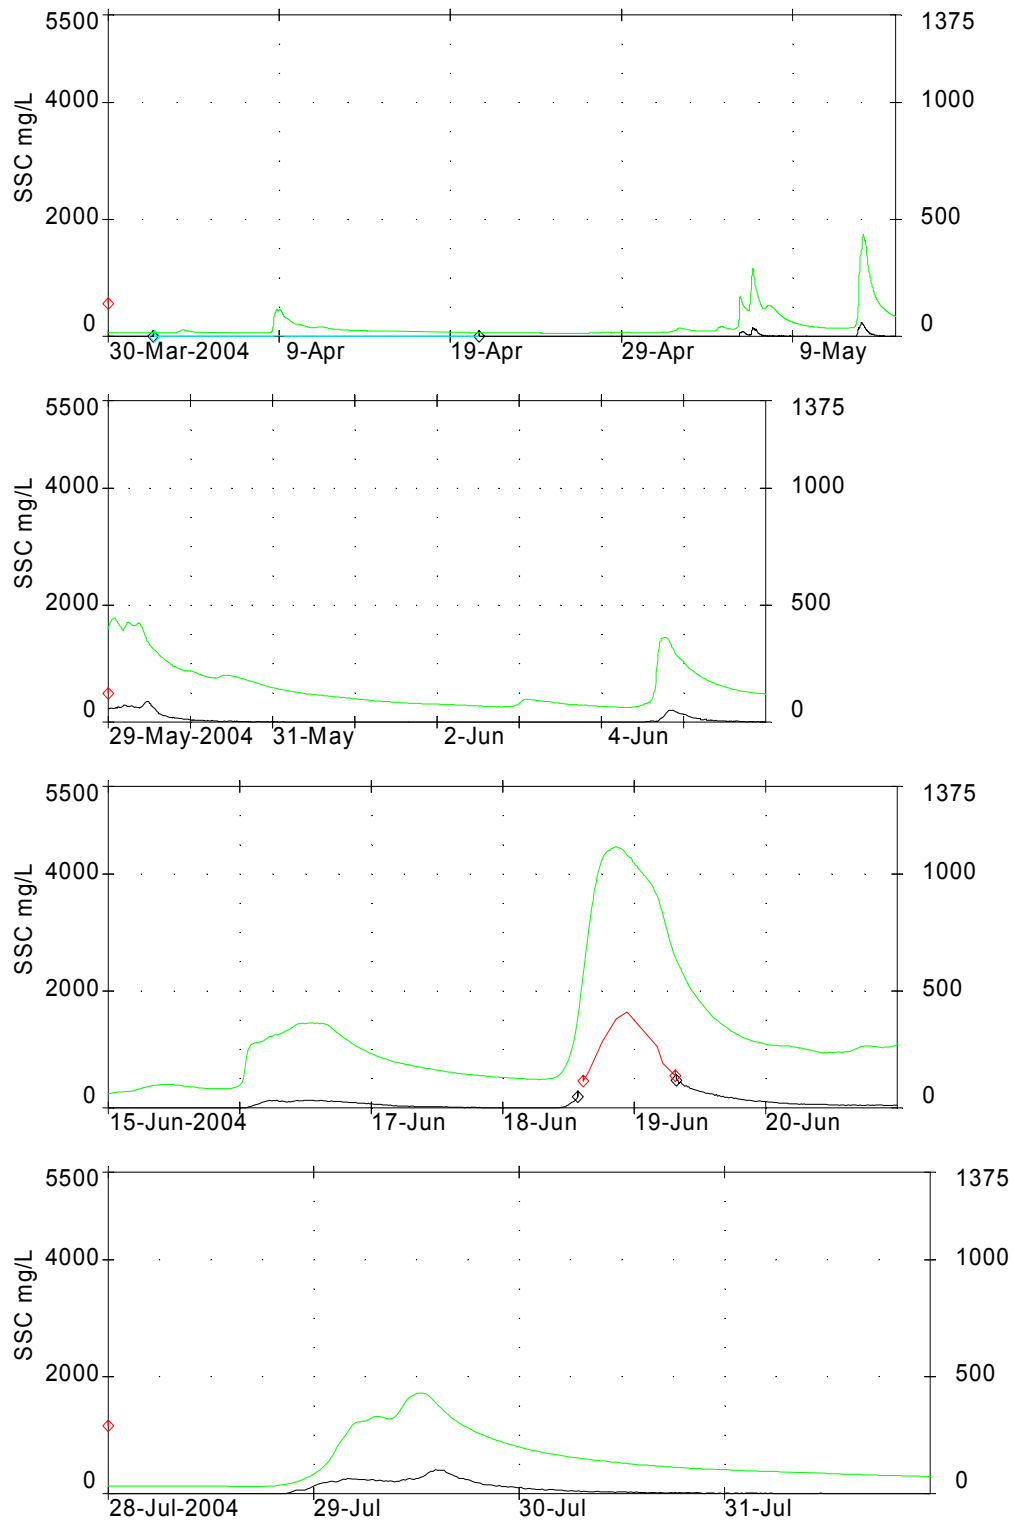 5500 1375
4000 1000
SSC mg/L
2000 500
0 0
30-Mar-2004 9-Apr 19-Apr 29-Apr 9-May
5500 1375
4000 1000
SSC mg/L
2000 500
0 0
29-May-2004 31-May 2-Jun 4-Jun
5500 1375
4000 1000
SSC mg/L
2000 500
0 0
15-Jun-2004 17-Jun 18-Jun 19-Jun 20-Jun
5500 1375
4000 1000
SSC mg/L
2000 500
0 0
28-Jul-2004 29-Jul 30-Jul 31-Jul